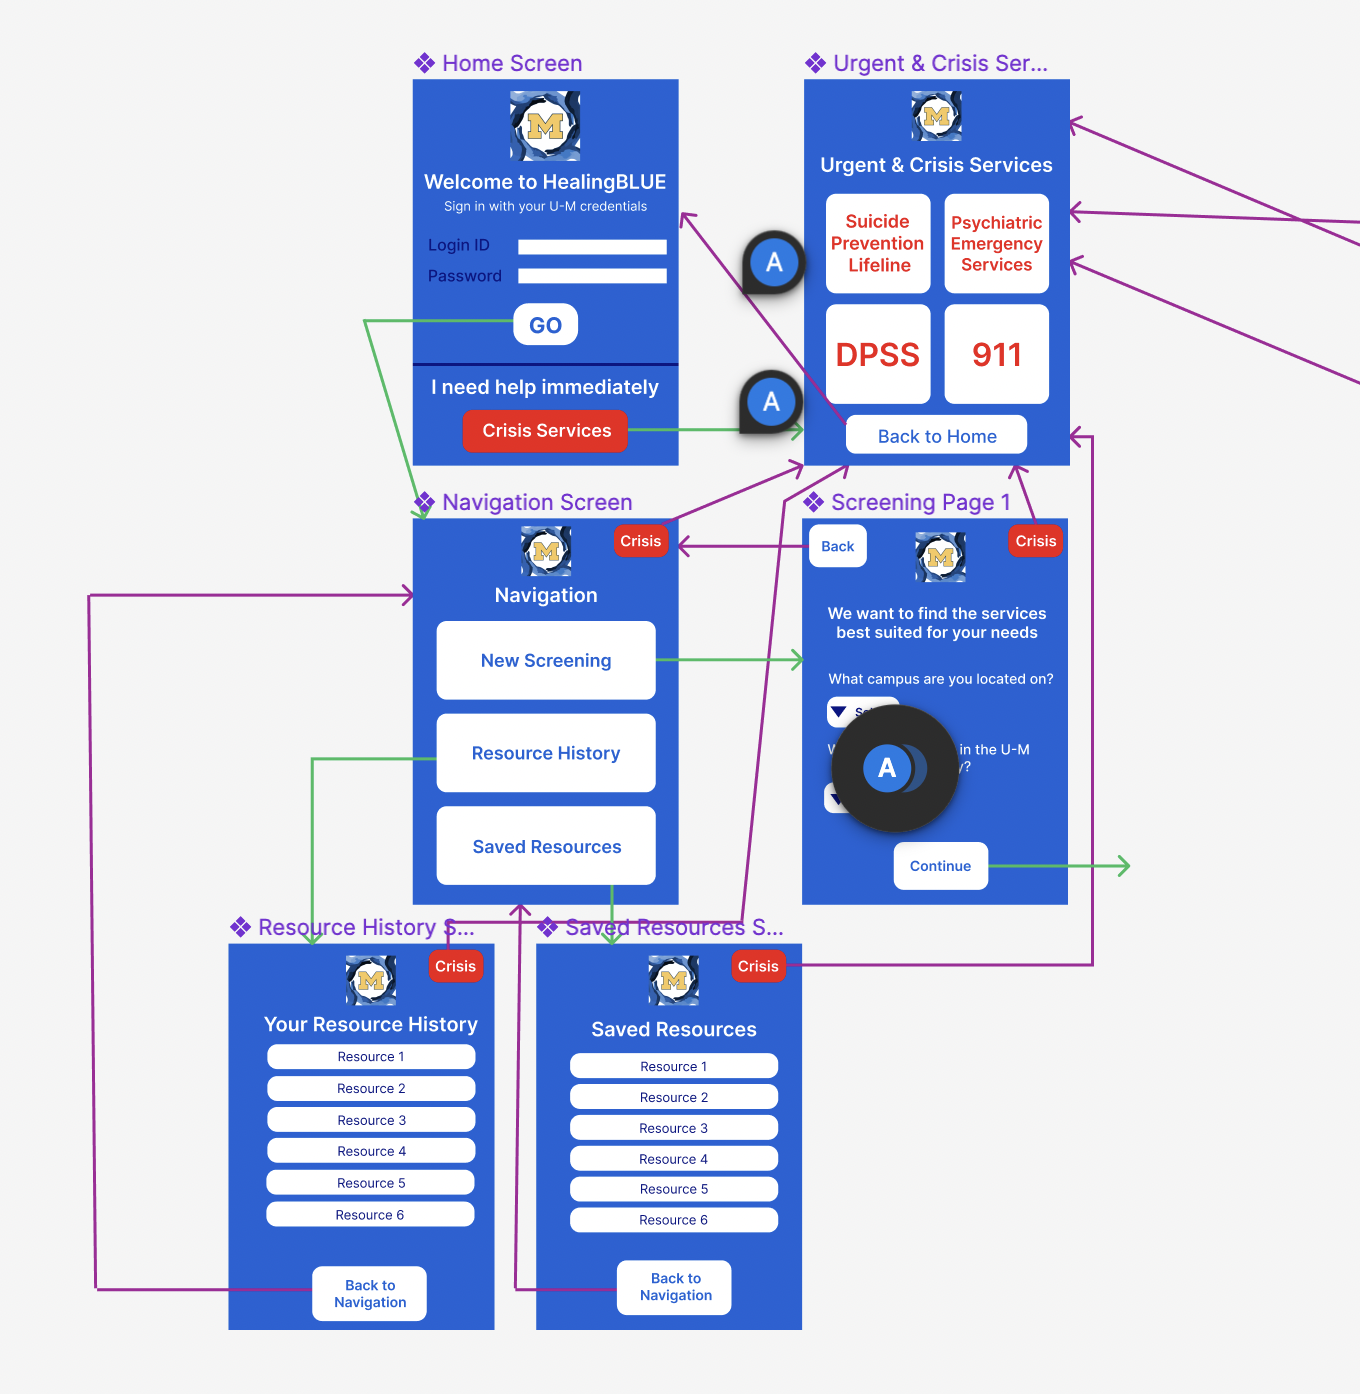 Home Screen
M
Welcome to HealingBLUE
Sign in with your U-M credentials
Login ID
Password
GO
I need help immediately
Crisis Services
Urgent & Crisis Ser...
M
Urgent & Crisis Services
Suicide
Prevention
Lifeline
Psychiatric
Emergency
Services
DPSS
911
Back to Home
A
A
Navigation Screen
M
Crisis
Navigation
New Screening
Resource History
Saved Resources
Screening Page 1
Back
M
Crisis
We want to find the services
best suited for your needs
What campus are you located on?
in the U-M
A
Continue
Resource History S...
M
Crisis
Your Resource History
Resource 1
Resource 2
Resource 3
Resource 4
Resource 5
Resource 6
Back to
Navigation
Saved Resources S...
M
Crisis
Saved Resources
Resource 1
Resource 2
Resource 3
Resource 4
Resource 5
Resource 6
Back to
Navigation